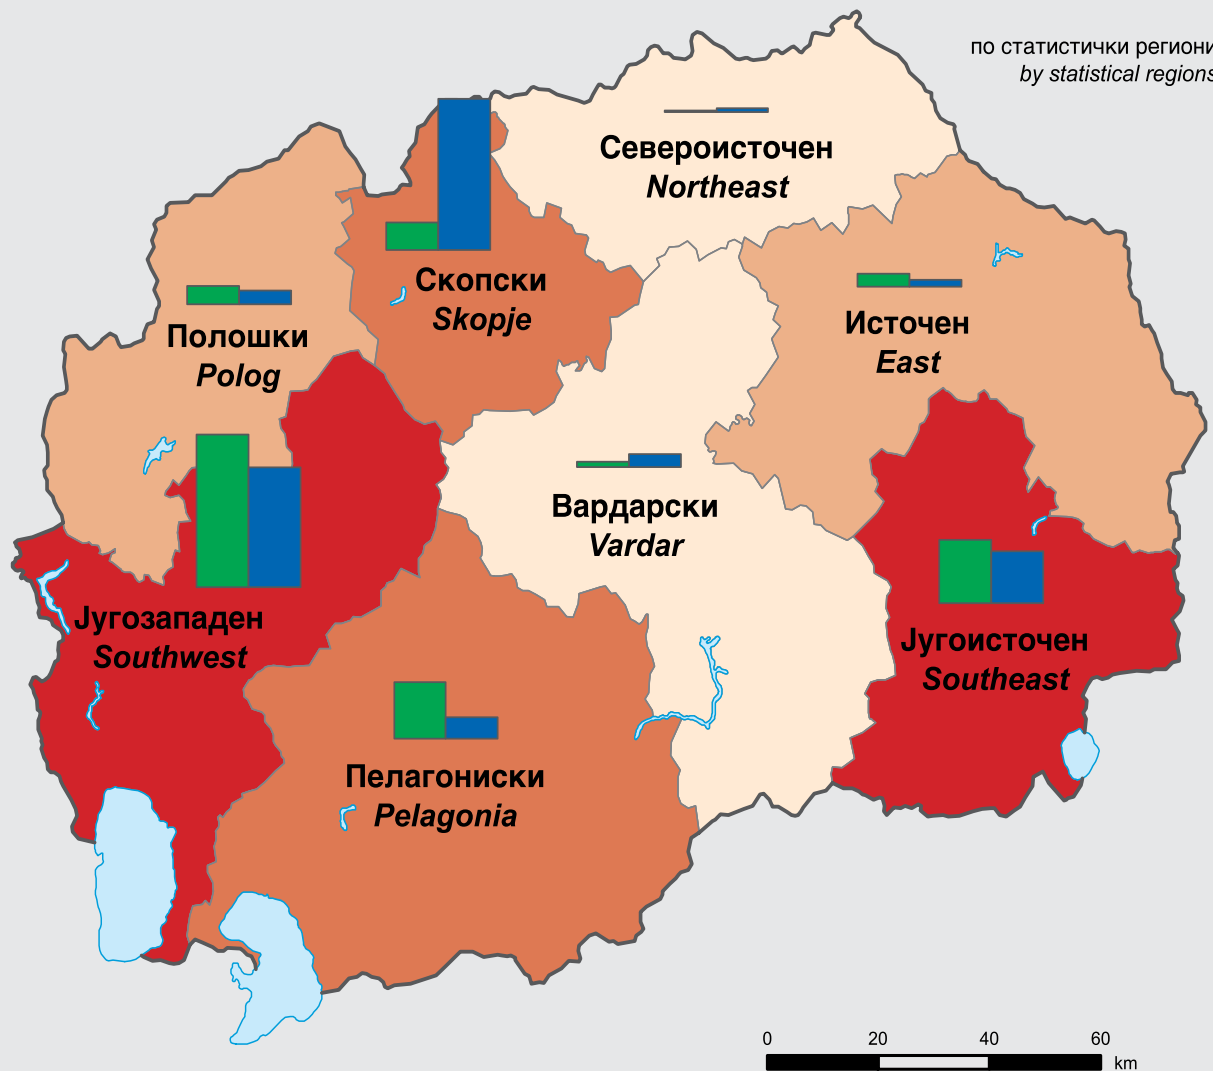 по статистички региони
by statistical regions
Североисточен
Northeast
Скопски
Skopje
Полошки
Polog
Источен
East
Вардарски
Vardar
Југозападен
Southwest
Југоисточен
Southeast
Пелагониски
Pelagonia
0 20 40 60
km